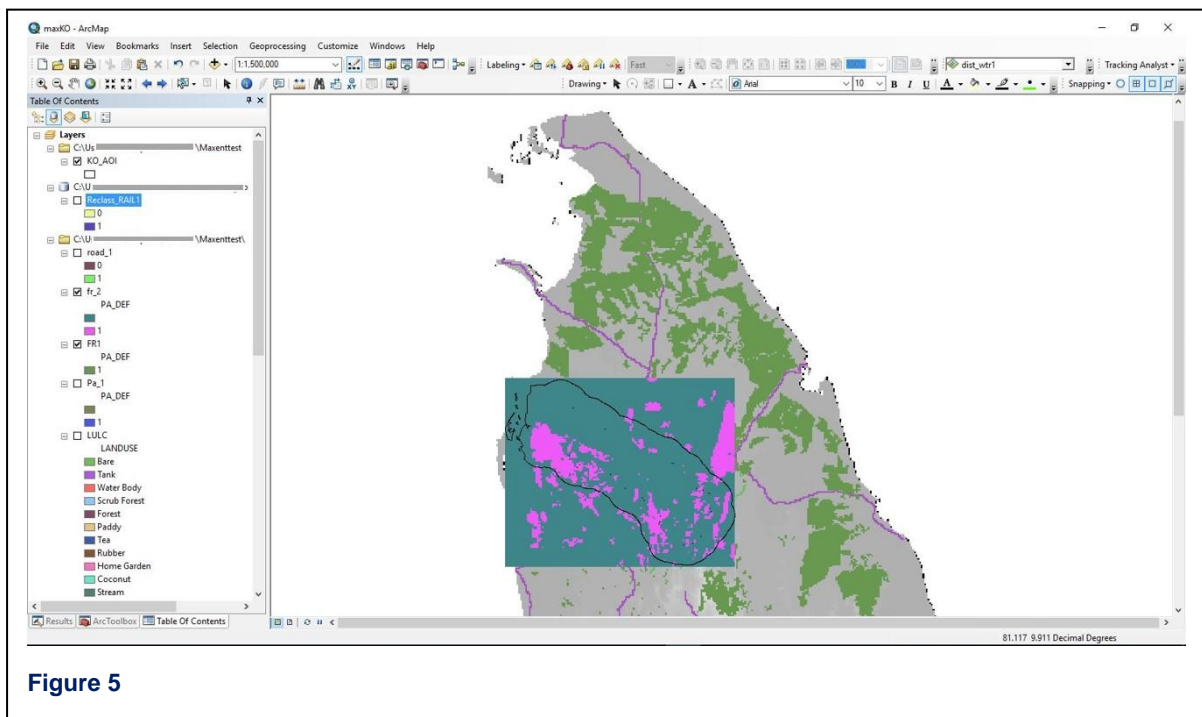 maxKO - ArcMap
File Edit View Bookmarks Insert Selection Geoprocessing Customize Windows Help
1:1,500,000 Labeling Fast dist_wtr1 Tracking Analyst
Drawing A Arial 10 B I U A Snapping
Table Of Contents
Layers
C:\Us \Maxenttest
KO_AOI
C:\U
Reclass_RAIL1
0
1
C:\U \Maxenttest\
road_1
0
1
fr_2
PA_DEF
1
FR1
PA_DEF
1
Pa_1
PA_DEF
1
LULC
LANDUSE
Bare
Tank
Water Body
Scrub Forest
Forest
Paddy
Tea
Rubber
Home Garden
Coconut
Stream
Results ArcToolbox Table Of Contents
81.117 9.911 Decimal Degrees
Figure 5